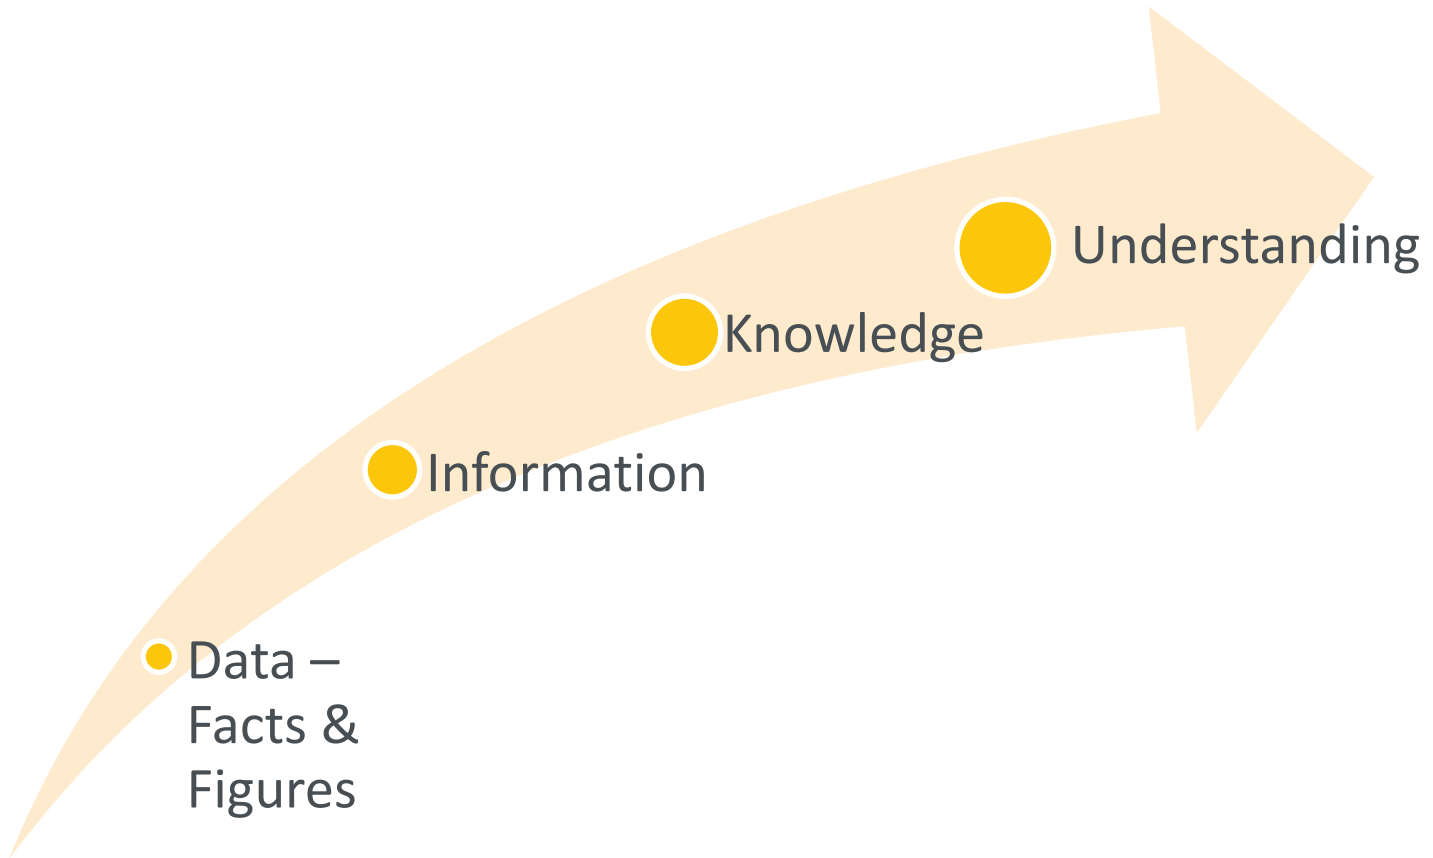 Understanding
Knowledge
Information
Data –
Facts &
Figures